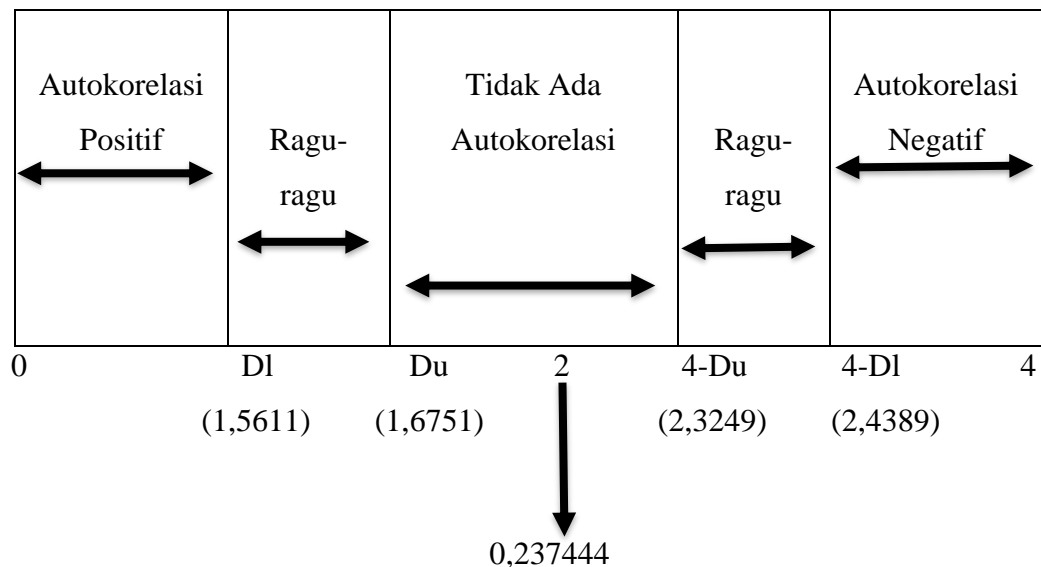 Autokorelasi
Positif
Ragu-
ragu
Tidak Ada
Autokorelasi
Ragu-
ragu
Autokorelasi
Negatif
0 Dl Du 2 4-Du 4-Dl 4
(1,5611) (1,6751) (2,3249) (2,4389)
0,237444